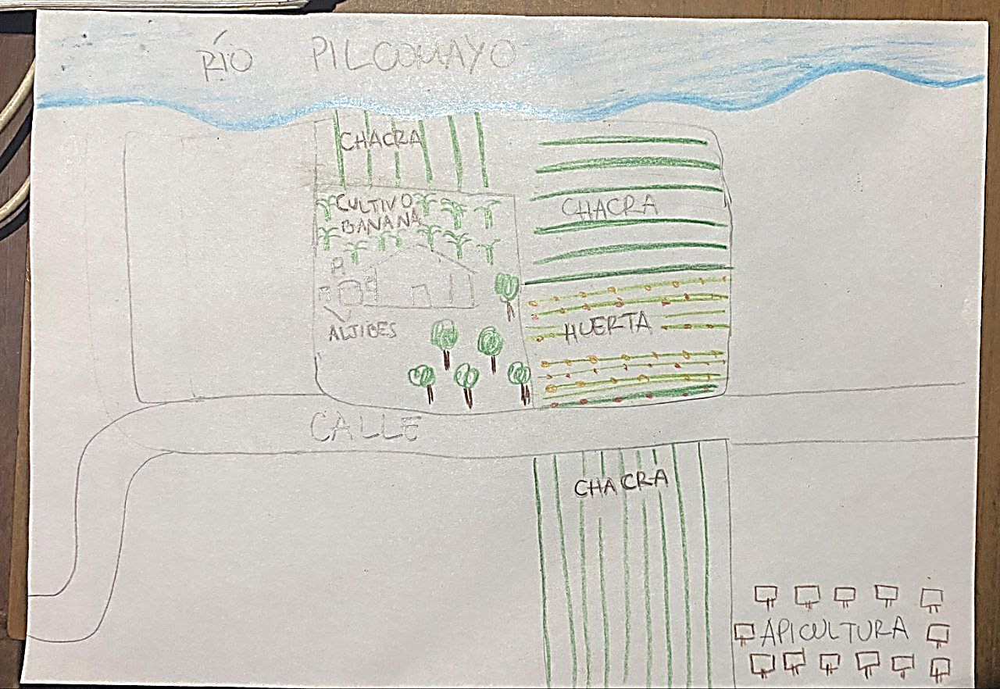 RÍO PILCOMAYO
CHACRA
CULTIVO
BANANA
CHACRA
ALJIBES
HUERTA
CALLE
CHACRA
APICULTURA